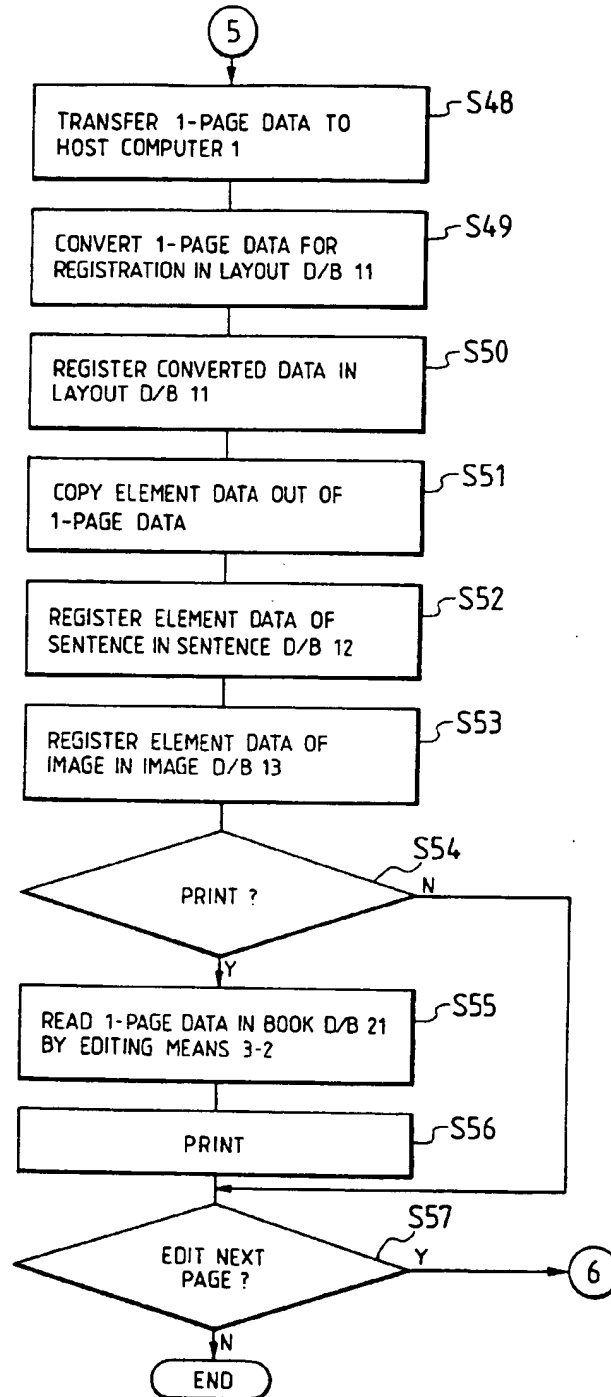 5
TRANSFER 1-PAGE DATA TO
HOST COMPUTER 1
S48
CONVERT 1-PAGE DATA FOR
REGISTRATION IN LAYOUT D/B 11
S49
REGISTER CONVERTED DATA IN
LAYOUT D/B 11
S50
COPY ELEMENT DATA OUT OF
1-PAGE DATA
S51
REGISTER ELEMENT DATA OF
SENTENCE IN SENTENCE D/B 12
S52
REGISTER ELEMENT DATA OF
IMAGE IN IMAGE D/B 13
S53
PRINT ?
S54
N
Y
READ 1-PAGE DATA IN BOOK D/B 21
BY EDITING MEANS 3-2
S55
PRINT
S56
EDIT NEXT
PAGE ?
S57
Y
6
N
END